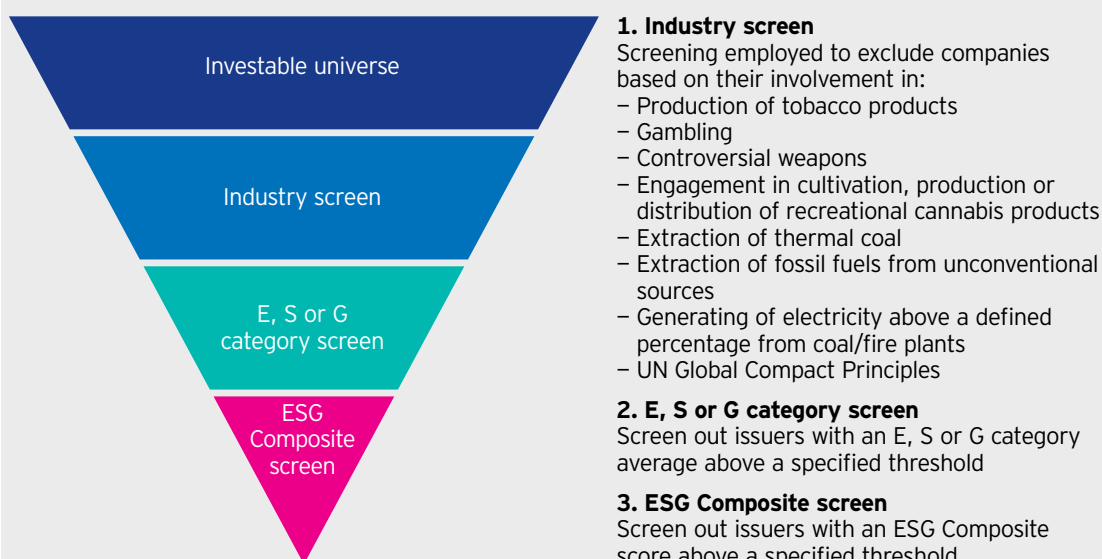 Investable universe
Industry screen
E, S or G
category screen
ESG
Composite
screen
1. Industry screen
Screening employed to exclude companies
based on their involvement in:
– Production of tobacco products
– Gambling
– Controversial weapons
– Engagement in cultivation, production or
distribution of recreational cannabis products
– Extraction of thermal coal
– Extraction of fossil fuels from unconventional
sources
– Generating of electricity above a defined
percentage from coal/fire plants
– UN Global Compact Principles
2. E, S or G category screen
Screen out issuers with an E, S or G category
average above a specified threshold
3. ESG Composite screen
Screen out issuers with an ESG Composite
score above a specified threshold